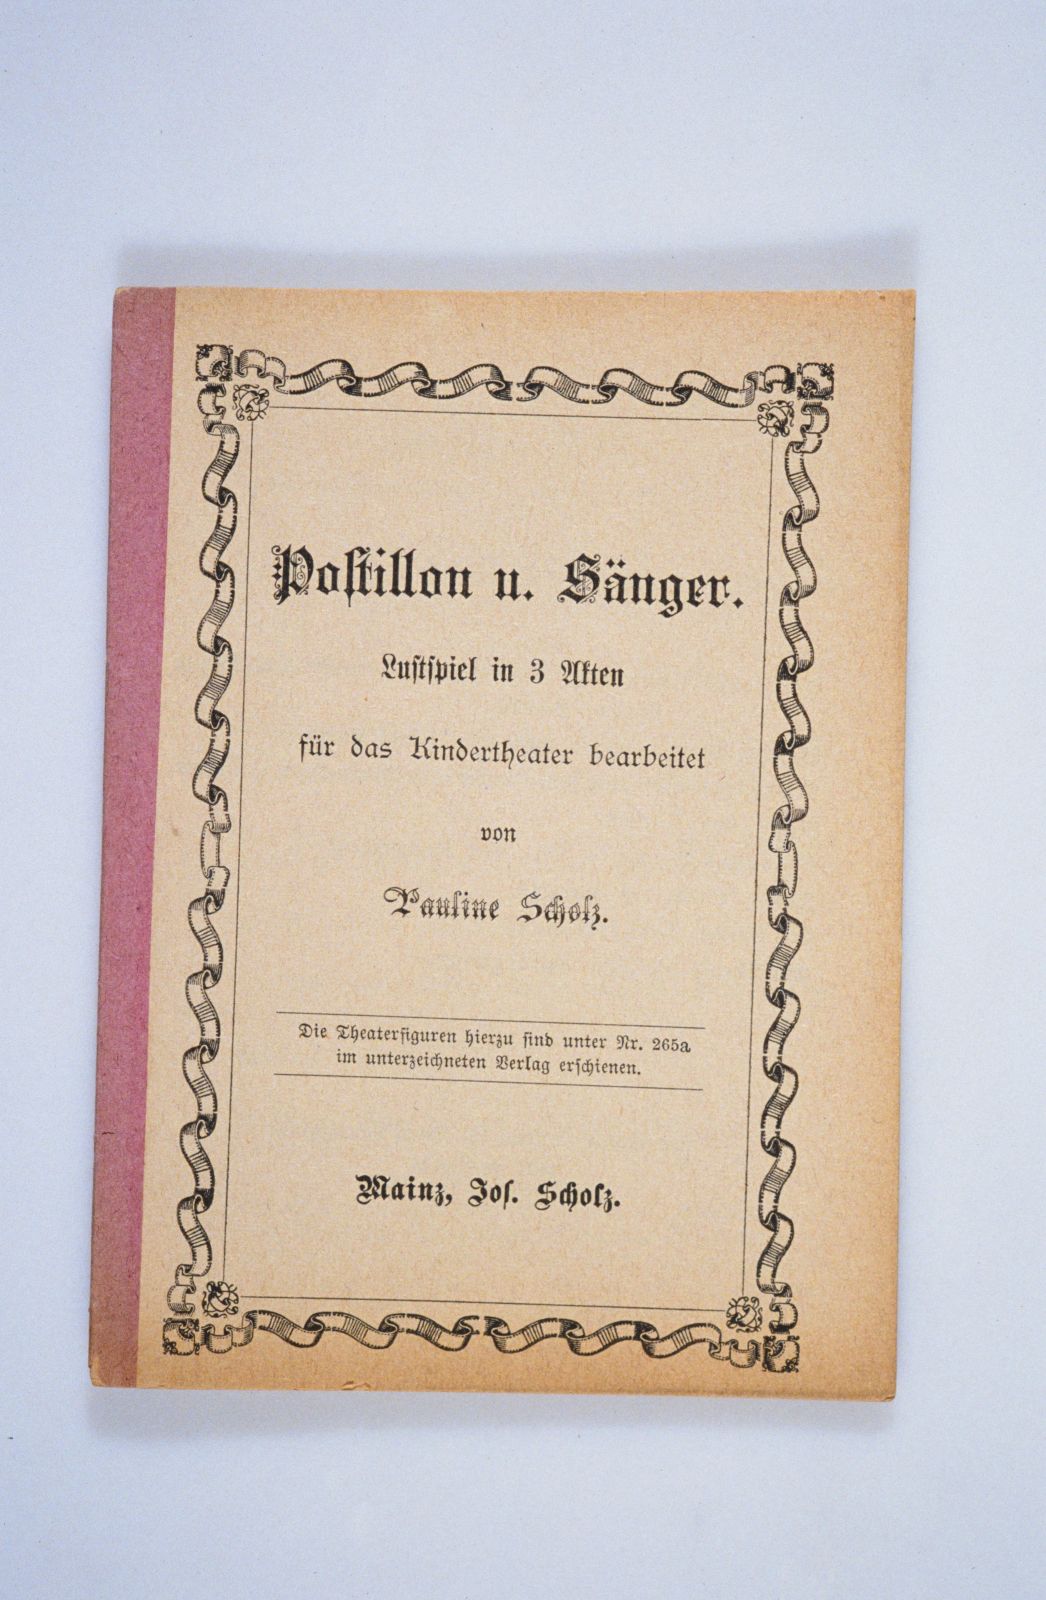 Postillon u. Sänger.
Lustspiel in 3 Akten
für das Kindertheater bearbeitet
von
Pauline Scholz.
Die Theaterfiguren hierzu sind unter Nr. 265a
im unterzeichneten Verlag erschienen.
Mainz, Jos. Scholz.